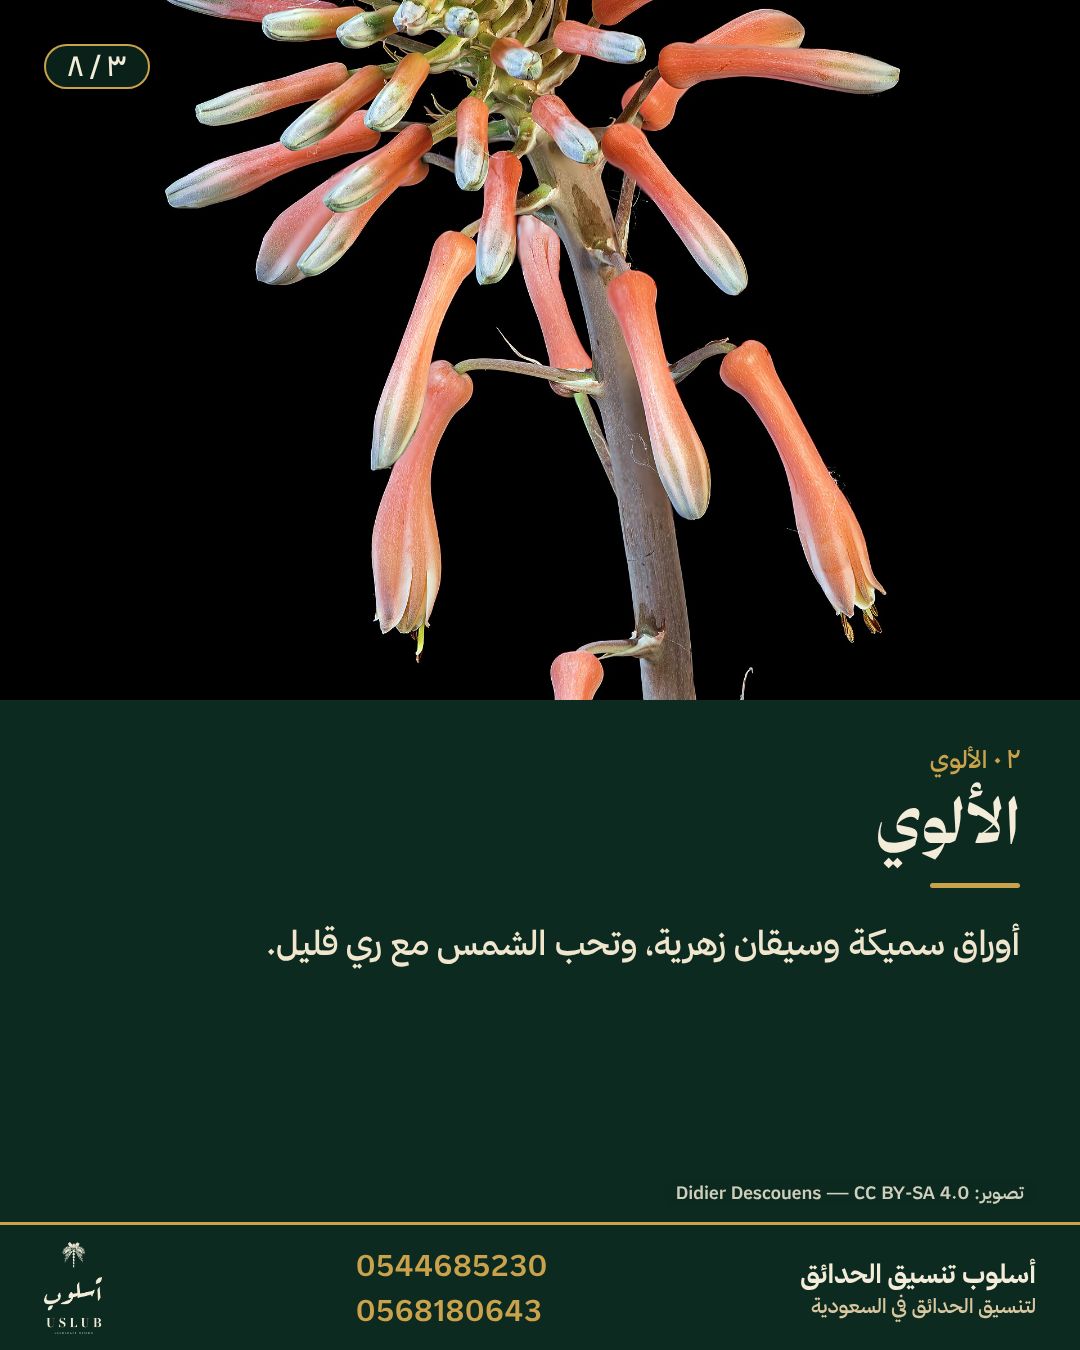 ٨/٣
٢ · الألوي
الألوي
أوراق سميكة وسيقان زهرية، وتحب الشمس مع ري قليل.
تصوير: Didier Descouens — CC BY-SA 4.0
أسلوب تنسيق الحدائق
لتنسيق الحدائق في السعودية
0544685230
0568180643
أسلوب
USLUB